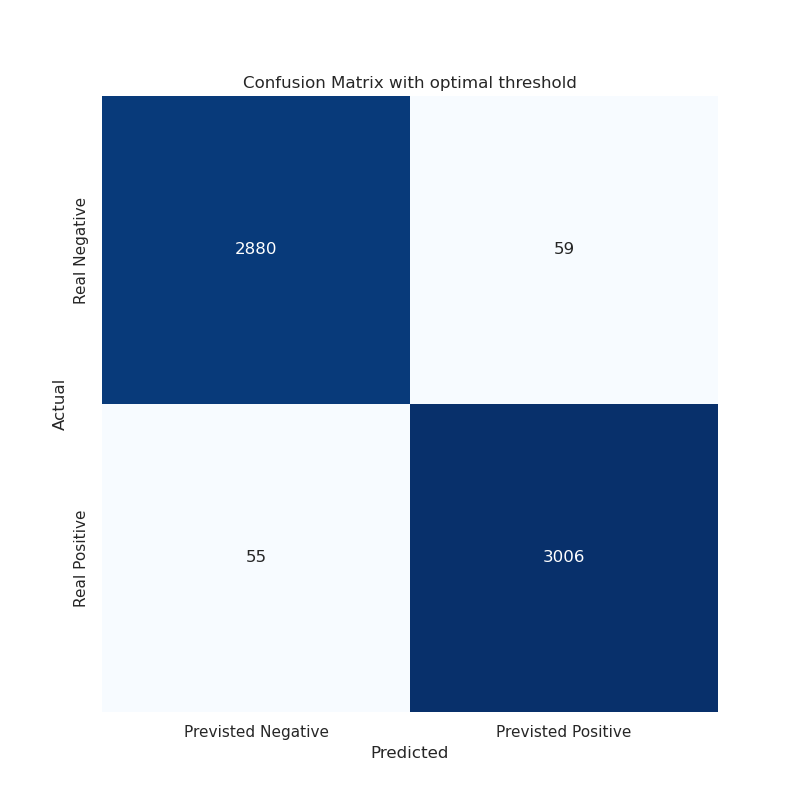 Confusion Matrix with optimal threshold
Real Negative
2880
59
Actual
Real Positive
55
3006
Previsted Negative
Previsted Positive
Predicted